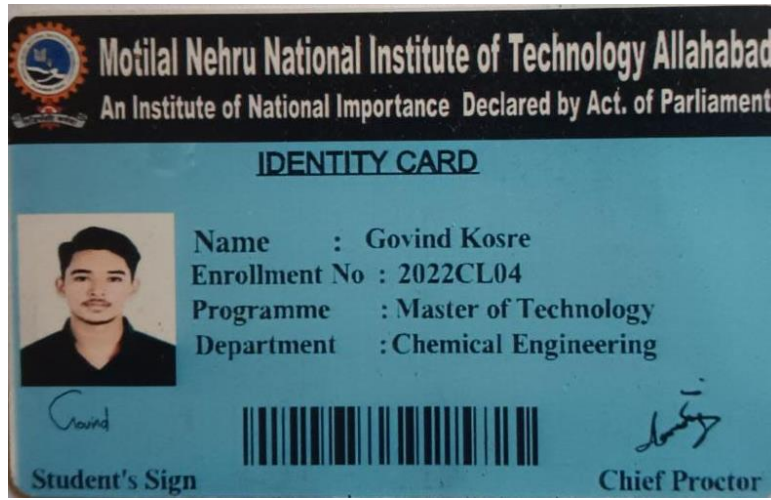 Motilal Nehru National Institute of Technology Allahabad
An Institute of National Importance Declared by Act. of Parliament
IDENTITY CARD
Name : Govind Kosre
Enrollment No : 2022CL04
Programme : Master of Technology
Department : Chemical Engineering
Govind
Student's Sign
Chief Proctor